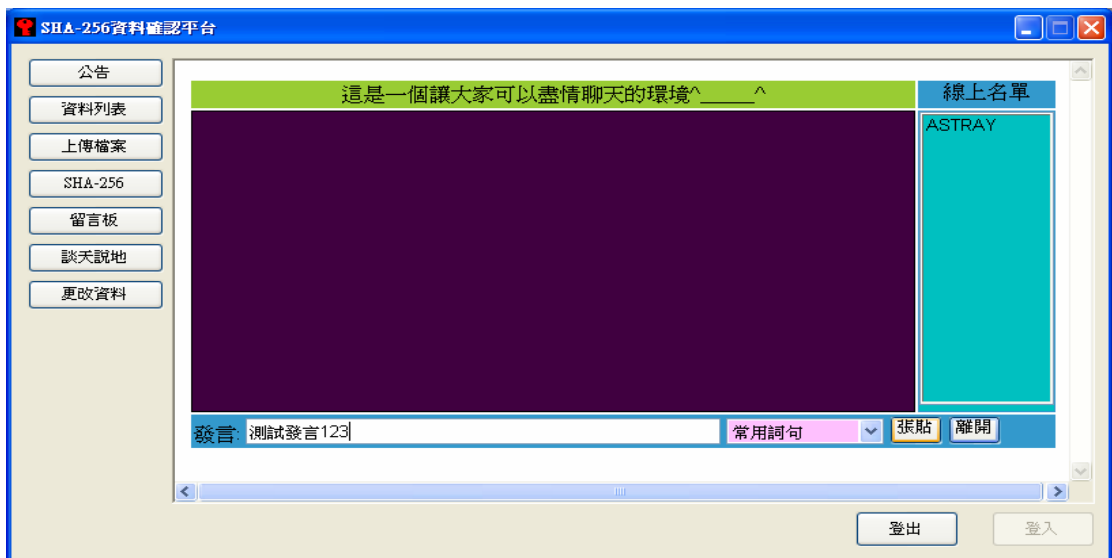 SHA-256資料確認平台
公告
資料列表
上傳檔案
SHA-256
留言板
談天說地
更改資料
這是一個讓大家可以盡情聊天的環境^_____^
線上名單
ASTRAY
發言: 測試發言123 常用詞句 張貼 離開
登出 登入